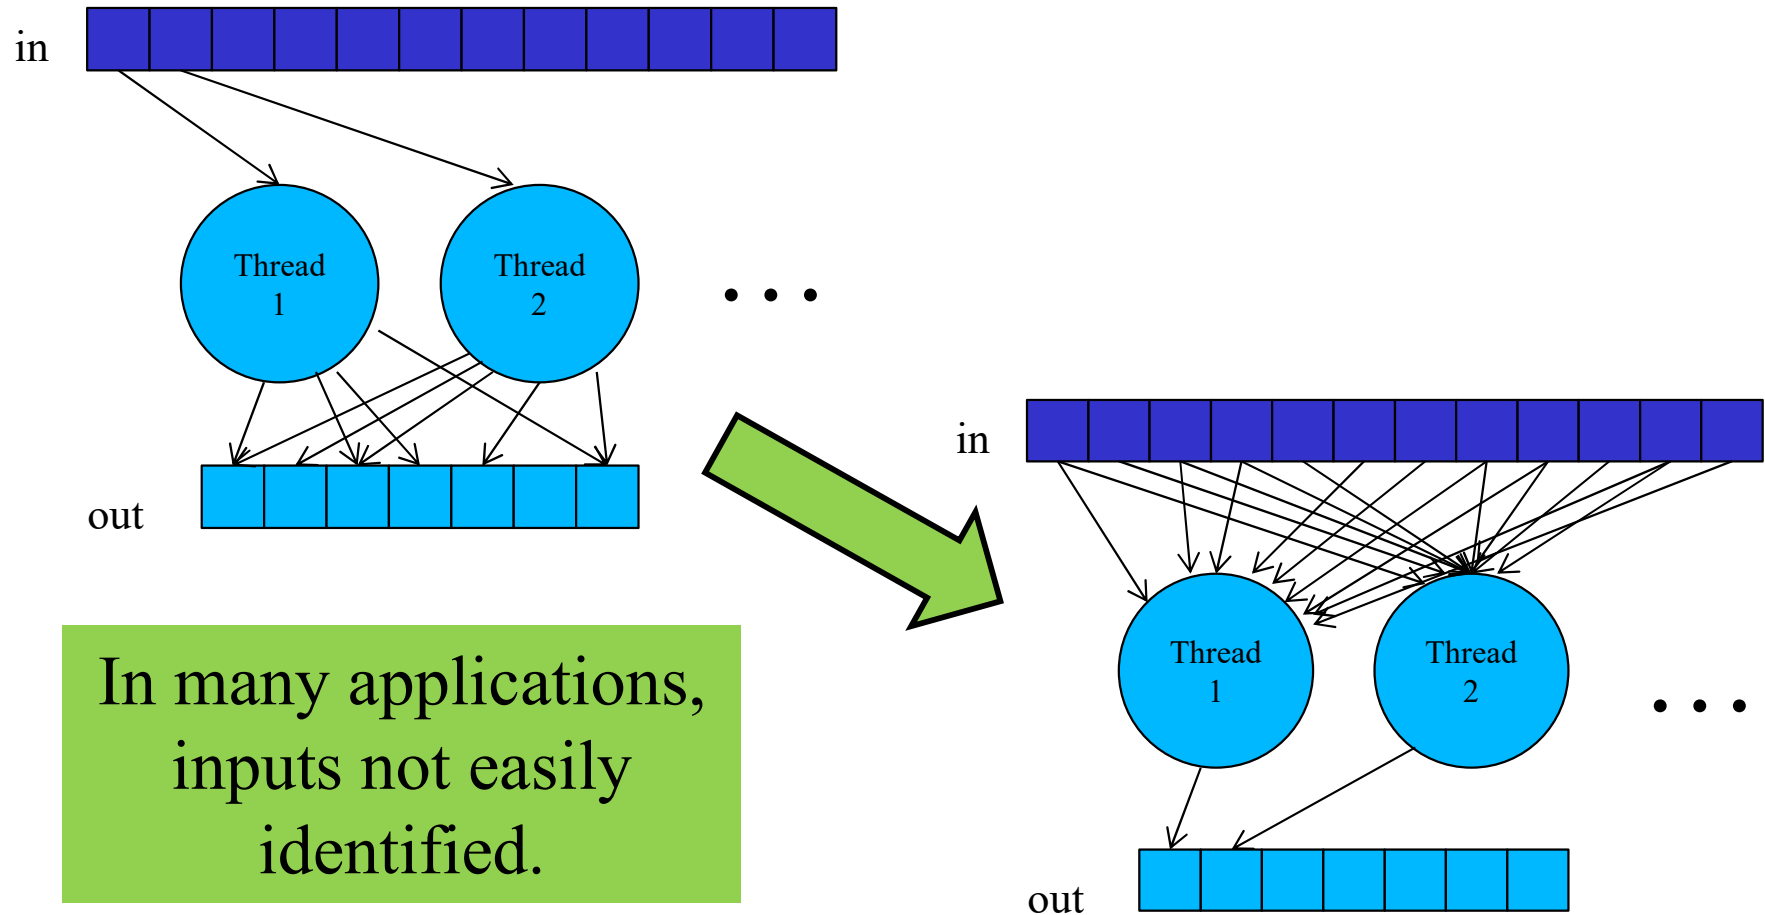 in
Thread
1
Thread
2
. . .
out
in
Thread
1
Thread
2
. . .
out
In many applications,
inputs not easily
identified.